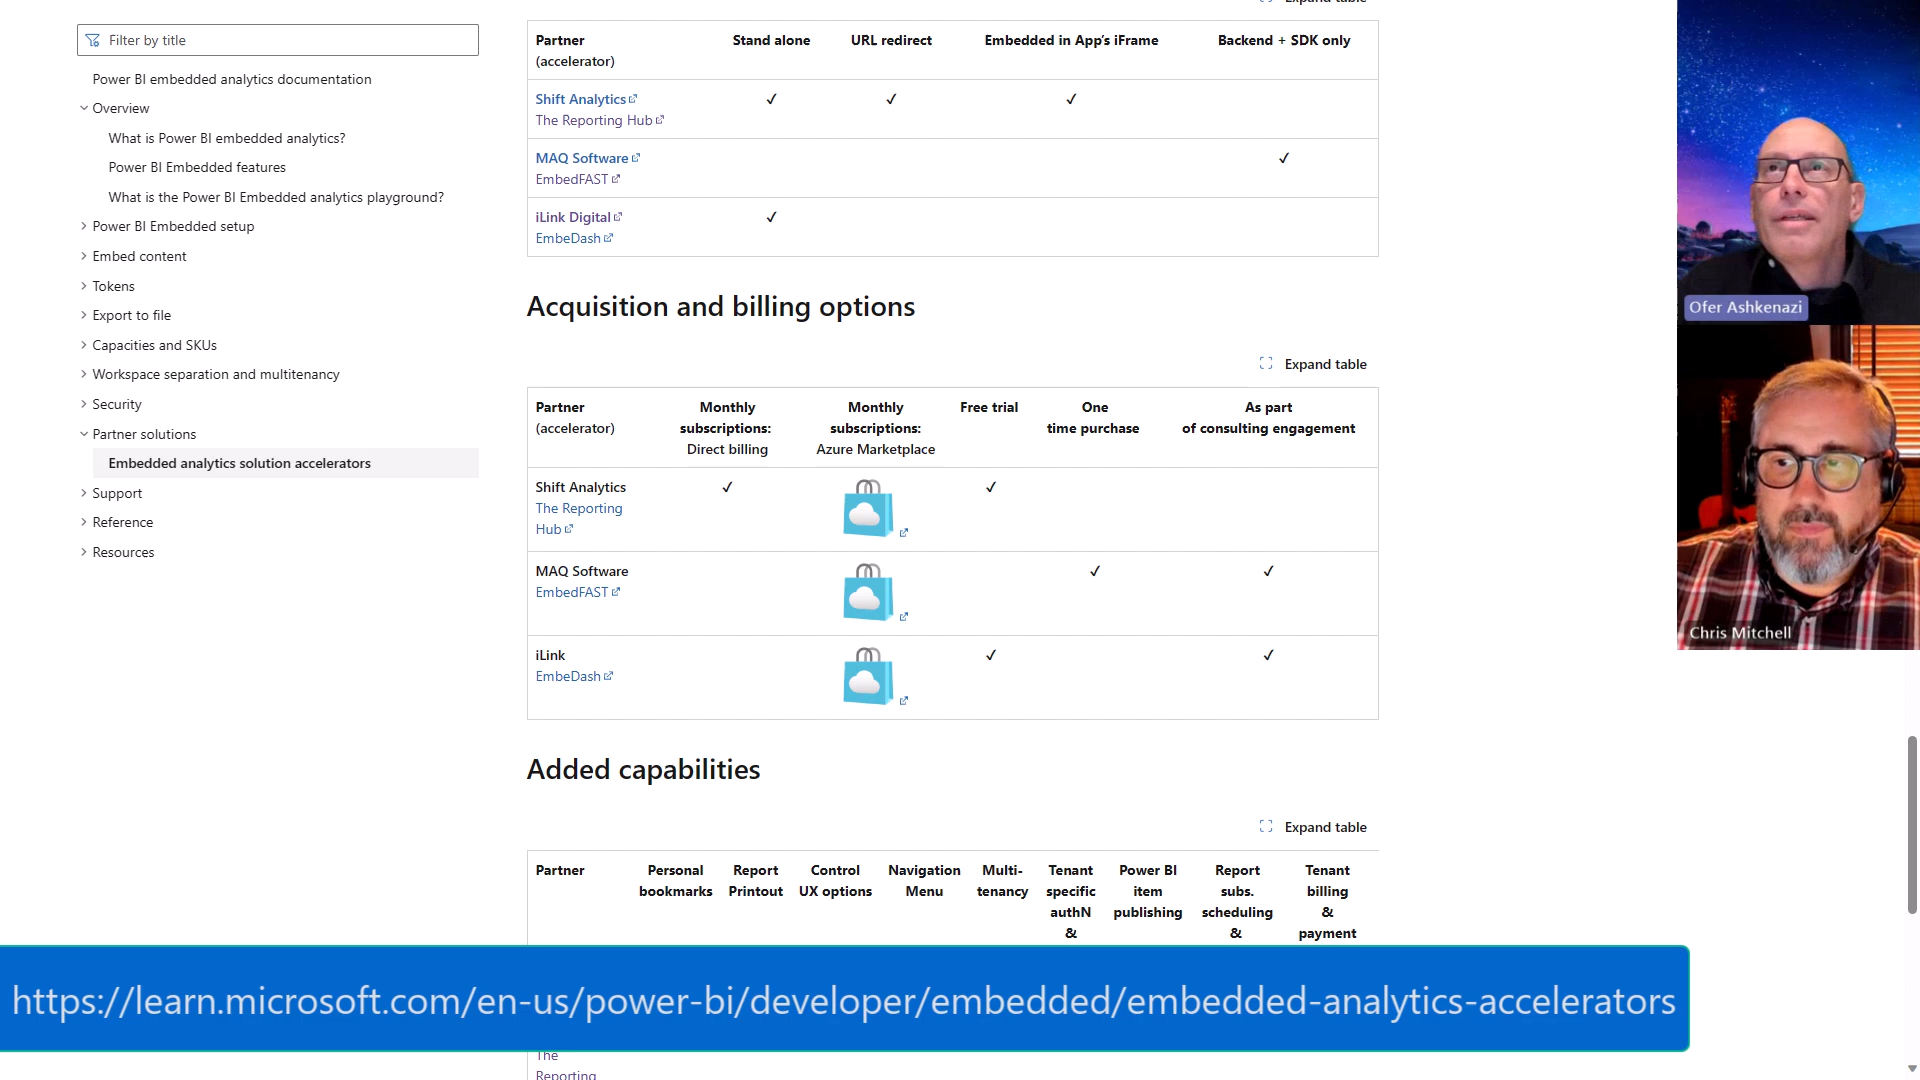 Filter by title
Power BI embedded analytics documentation
Overview
What is Power BI embedded analytics?
Power BI Embedded features
What is the Power BI Embedded analytics playground?
Power BI Embedded setup
Embed content
Tokens
Export to file
Capacities and SKUs
Workspace separation and multitenancy
Security
Partner solutions
Embedded analytics solution accelerators
Support
Reference
Resources
Expand table
Partner Stand alone URL redirect Embedded in App's iFrame Backend + SDK only
(accelerator)
Shift Analytics ✓ ✓ ✓
The Reporting Hub
MAQ Software ✓
EmbedFAST
iLink Digital ✓
EmbeDash
Acquisition and billing options
Expand table
Partner Monthly Monthly Free trial One As part
(accelerator) subscriptions: subscriptions: time purchase of consulting engagement
Direct billing Azure Marketplace
Shift Analytics ✓ ✓
The Reporting
Hub
MAQ Software ✓ ✓
EmbedFAST
iLink ✓ ✓
EmbeDash
Added capabilities
Expand table
Partner Personal Report Control Navigation Multi- Tenant Power BI Report Tenant
bookmarks Printout UX options Menu tenancy specific item subs. billing
authN publishing scheduling &
& & payment
https://learn.microsoft.com/en-us/power-bi/developer/embedded/embedded-analytics-accelerators
The
Reporting
Ofer Ashkenazi
Chris Mitchell